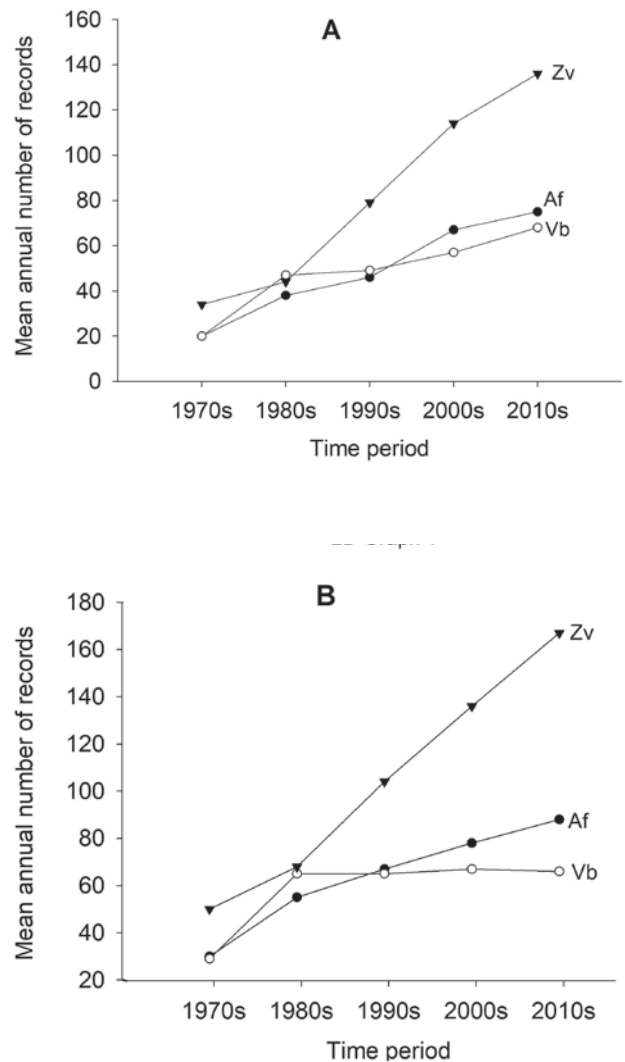 A
160
140
120
100
80
60
40
20
0
Mean annual number of records
Zv
Af
Vb
1970s 1980s 1990s 2000s 2010s
Time period
B
180
160
140
120
100
80
60
40
20
Mean annual number of records
Zv
Af
Vb
1970s 1980s 1990s 2000s 2010s
Time period